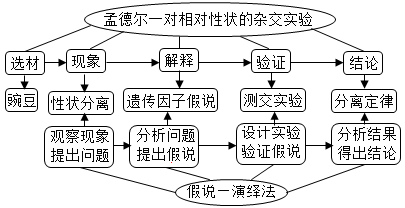 孟德尔一对相对性状的杂交实验
选材
现象
解释
验证
结论
豌豆
性状分离
遗传因子假说
测交实验
分离定律
观察现象
提出问题
分析问题
提出假说
设计实验
验证假说
分析结果
得出结论
假说一演绎法